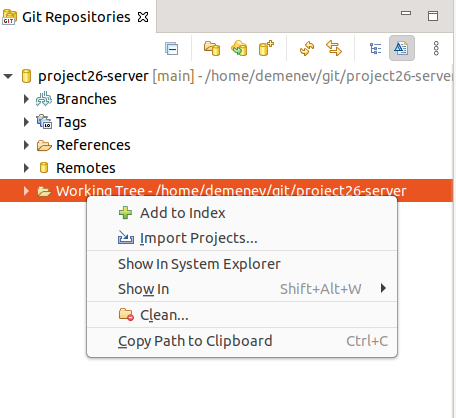 Git Repositories
project26-server [main] - /home/demenev/git/project26-server
Branches
Tags
References
Remotes
Working Tree - /home/demenev/git/project26-server
Add to Index
Import Projects...
Show In System Explorer
Show In Shift+Alt+W
Clean...
Copy Path to Clipboard Ctrl+C